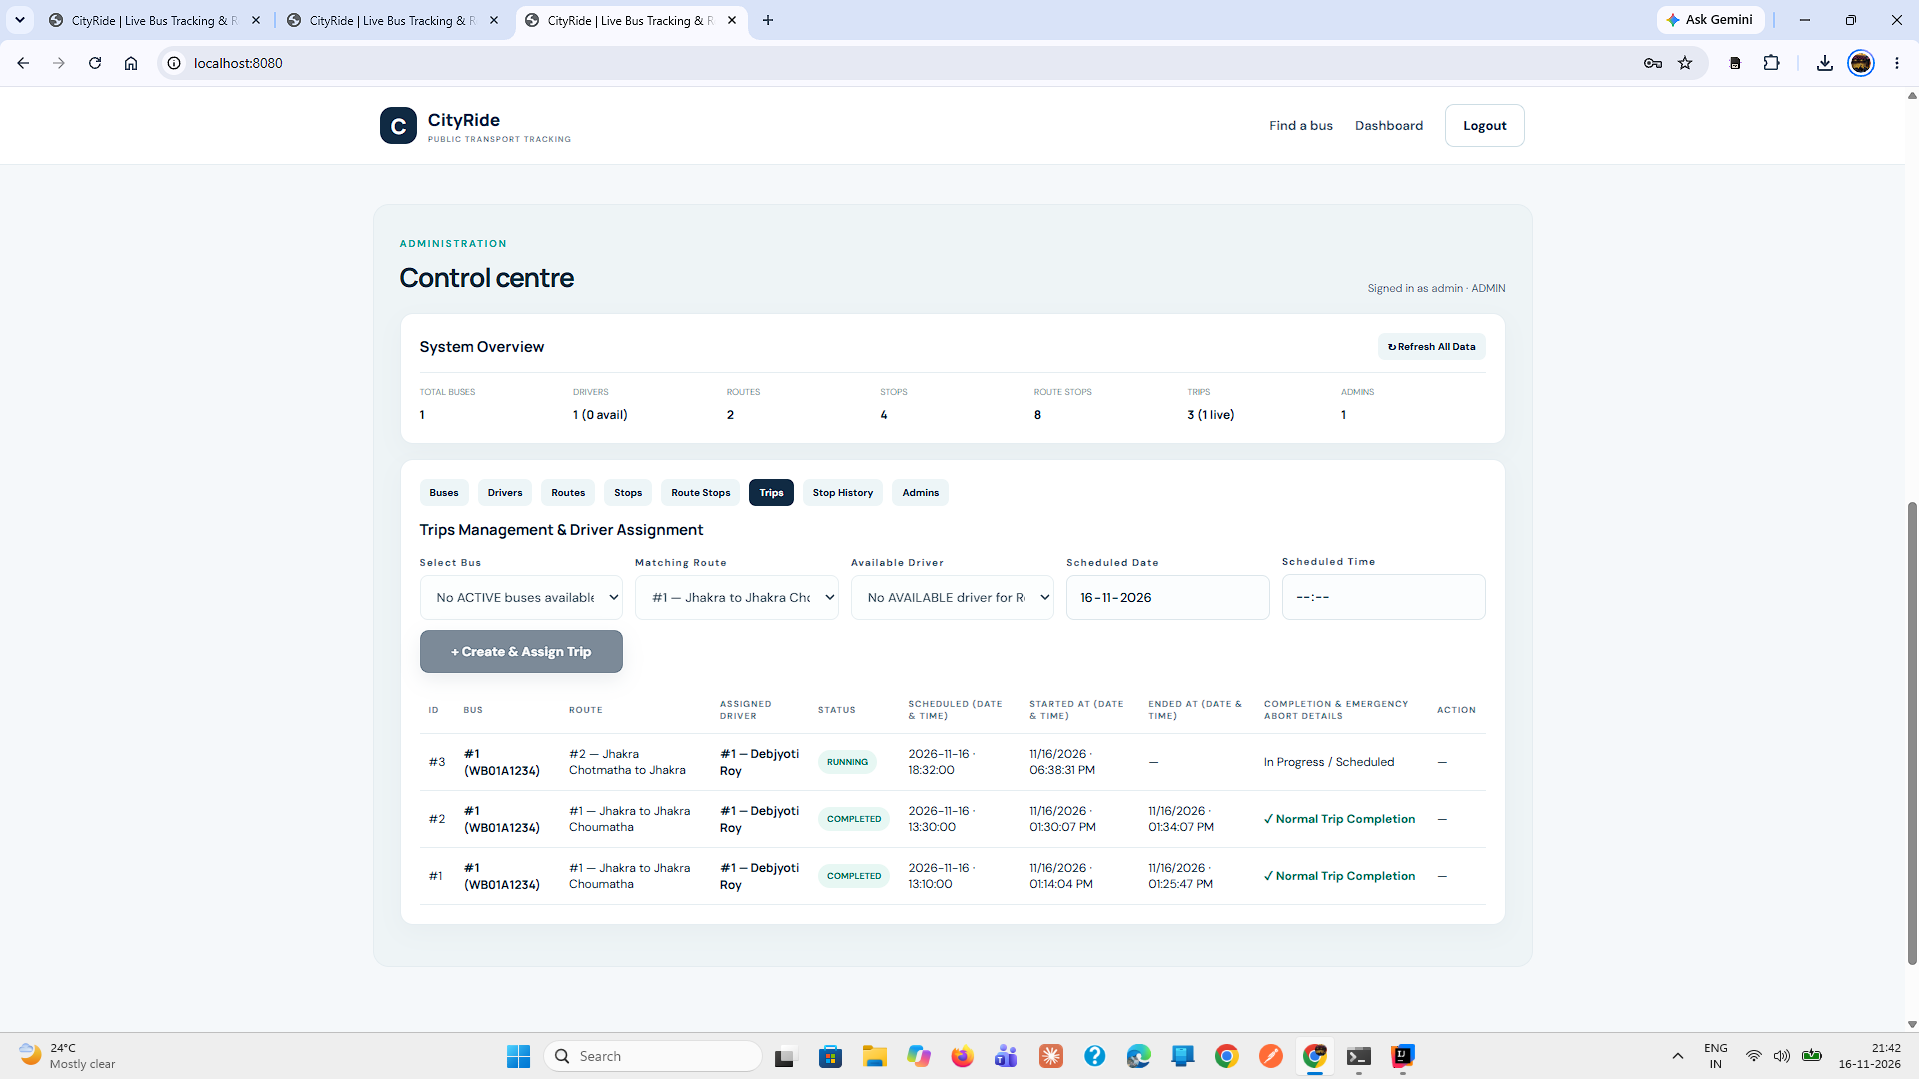 CityRide | Live Bus Tracking & R
CityRide | Live Bus Tracking & R
CityRide | Live Bus Tracking & R
Ask Gemini
localhost:8080
C
CityRide
PUBLIC TRANSPORT TRACKING
Find a bus
Dashboard
Logout
ADMINISTRATION
Control centre
Signed in as admin · ADMIN
System Overview
↻ Refresh All Data
TOTAL BUSES
DRIVERS
ROUTES
STOPS
ROUTE STOPS
TRIPS
ADMINS
1
1 (0 avail)
2
4
8
3 (1 live)
1
Buses
Drivers
Routes
Stops
Route Stops
Trips
Stop History
Admins
Trips Management & Driver Assignment
Select Bus
Matching Route
Available Driver
Scheduled Date
Scheduled Time
No ACTIVE buses available
#1 — Jhakra to Jhakra Cho
No AVAILABLE driver for R
16-11-2026
--:--
+ Create & Assign Trip
ID
BUS
ROUTE
ASSIGNED
DRIVER
STATUS
SCHEDULED (DATE
& TIME)
STARTED AT (DATE
& TIME)
ENDED AT (DATE &
TIME)
COMPLETION & EMERGENCY
ABORT DETAILS
ACTION
#3
#1
(WB01A1234)
#2 — Jhakra
Chotmatha to Jhakra
#1 — Debjyoti
Roy
RUNNING
2026-11-16 ·
18:32:00
11/16/2026 ·
06:38:31 PM
—
In Progress / Scheduled
—
#2
#1
(WB01A1234)
#1 — Jhakra to Jhakra
Choumatha
#1 — Debjyoti
Roy
COMPLETED
2026-11-16 ·
13:30:00
11/16/2026 ·
01:30:07 PM
11/16/2026 ·
01:34:07 PM
✓ Normal Trip Completion
—
#1
#1
(WB01A1234)
#1 — Jhakra to Jhakra
Choumatha
#1 — Debjyoti
Roy
COMPLETED
2026-11-16 ·
13:10:00
11/16/2026 ·
01:14:04 PM
11/16/2026 ·
01:25:47 PM
✓ Normal Trip Completion
—
24°C
Mostly clear
Search
ENG
IN
21:42
16-11-2026